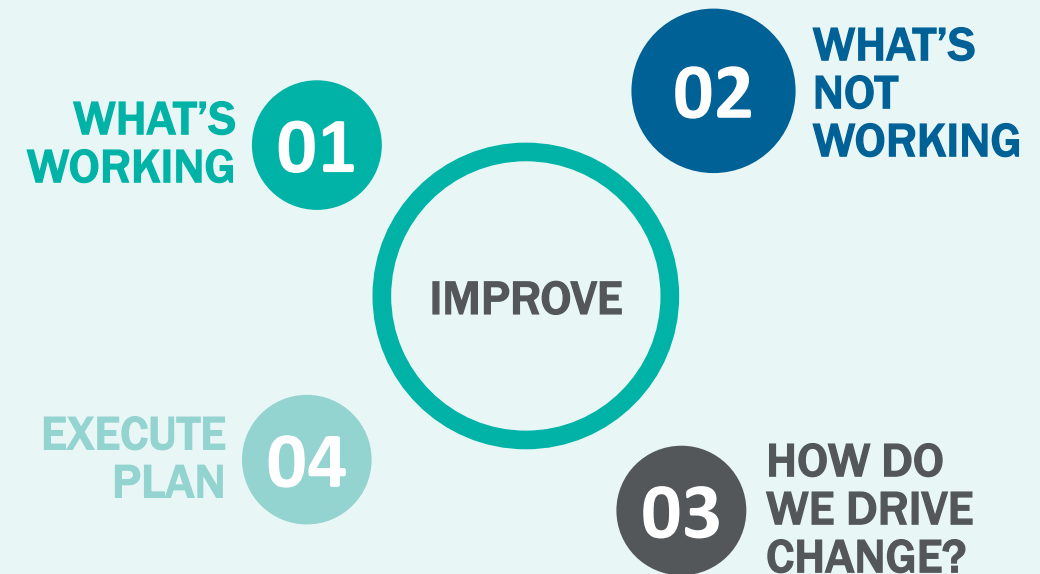 WHAT'S
WORKING
01
02
WHAT'S
NOT
WORKING
IMPROVE
03
HOW DO
WE DRIVE
CHANGE?
EXECUTE
PLAN
04